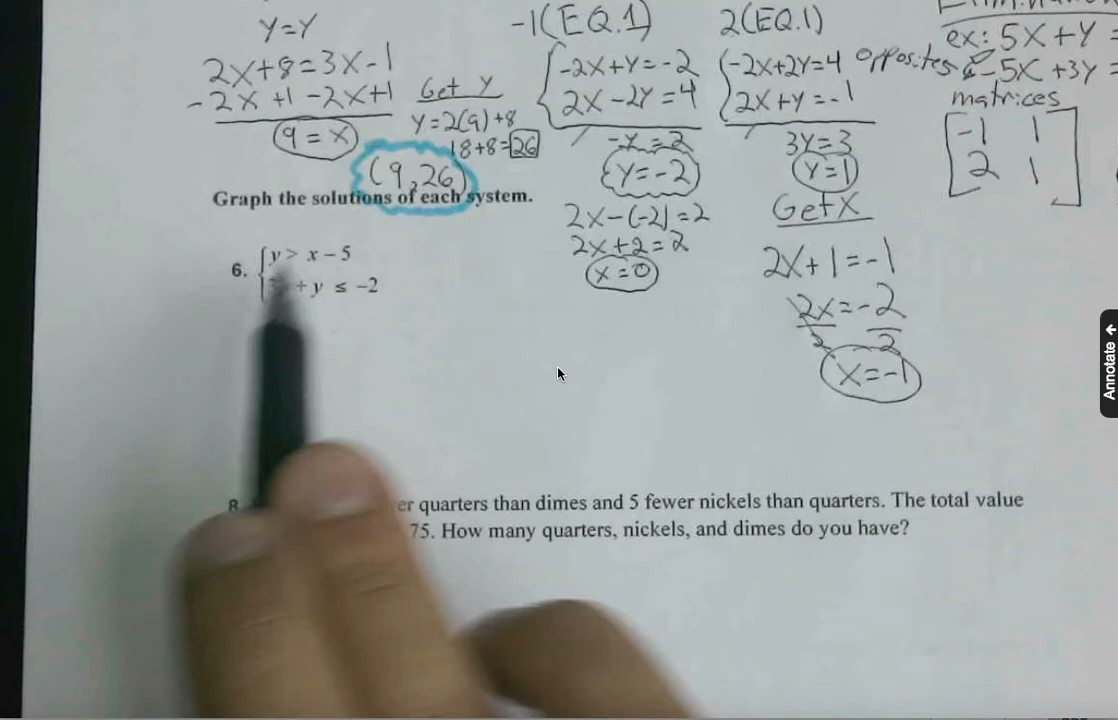 Y=Y
2x+8=3x-1
-2x +1 -2x+1
9=x
Get Y
Y=2(9)+8
18+8=26
(9,26)
-1(EQ.1)
-2x+Y=-2
2x-2Y=4
-Y=2
Y=-2
2x-(-2)=2
2x+2=2
x=0
2(EQ.1)
-2x+2Y=4
2x+Y=-1
3Y=3
Y=1
Get X
2x+1=-1
2x=-2
2 2
x=-1
opposites
ex: 5x+Y=
-5x+3Y=
matrices
-1 1
2 1
Graph the solutions of each system.
6. y > x – 5
+ y ≤ –2
8.
er quarters than dimes and 5 fewer nickels than quarters. The total value
75. How many quarters, nickels, and dimes do you have?
Annotate